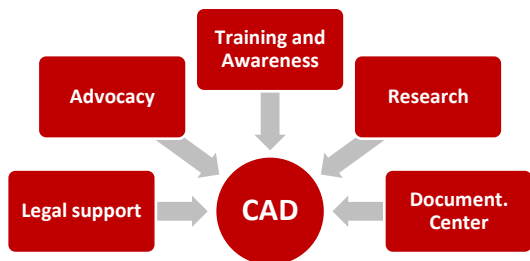 Training and
Awareness
Advocacy
Research
Legal support
CAD
Document.
Center